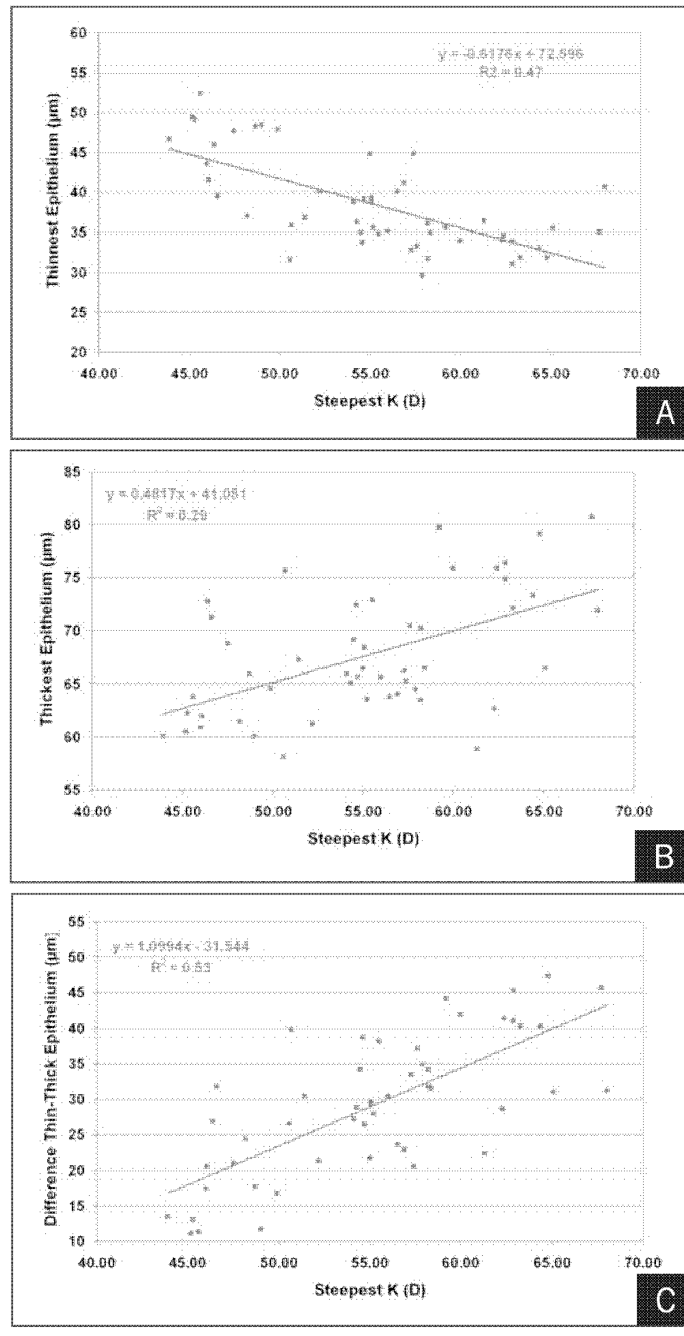 60
55
50
45
40
35
30
25
20
Thinnest Epithelium (µm)
y = -0.6176x + 72.596
R2 = 0.47
40.00 45.00 50.00 55.00 60.00 65.00 70.00
Steepest K (D)
A
85
80
75
70
65
60
55
Thickest Epithelium (µm)
y = 0.4817x + 41.051
R² = 0.29
40.00 45.00 50.00 55.00 60.00 65.00 70.00
Steepest K (D)
B
55
50
45
40
35
30
25
20
15
10
Difference Thin-Thick Epithelium (µm)
y = 1.0994x - 31.544
R² = 0.53
40.00 45.00 50.00 55.00 60.00 65.00 70.00
Steepest K (D)
C